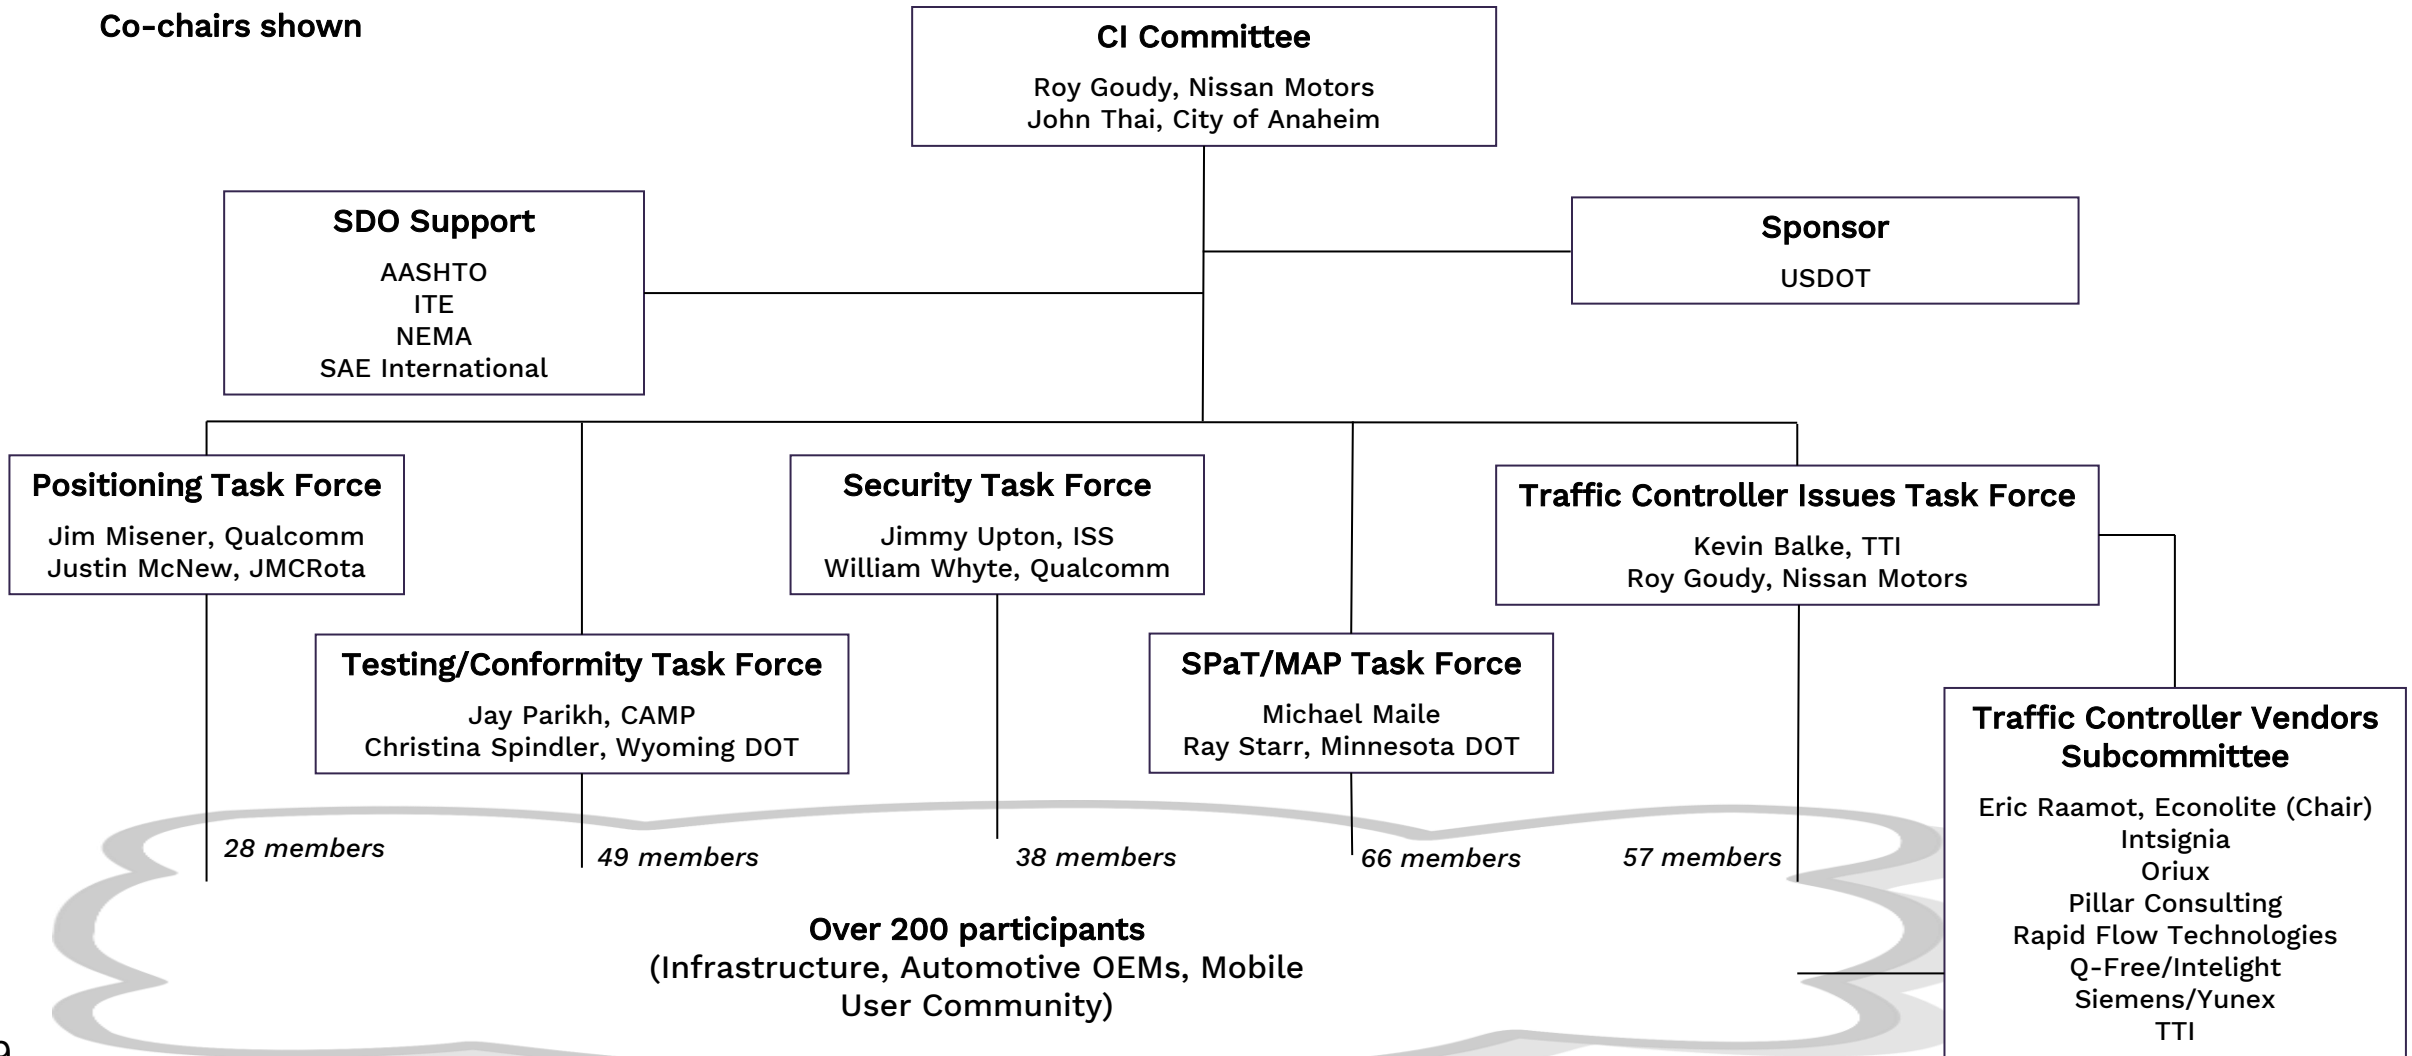 Co-chairs shown
CI Committee
Roy Goudy, Nissan Motors
John Thai, City of Anaheim
SDO Support
AASHTO
ITE
NEMA
SAE International
Sponsor
USDOT
Positioning Task Force
Jim Misener, Qualcomm
Justin McNew, JMCRota
Security Task Force
Jimmy Upton, ISS
William Whyte, Qualcomm
Traffic Controller Issues Task Force
Kevin Balke, TTI
Roy Goudy, Nissan Motors
Testing/Conformity Task Force
Jay Parikh, CAMP
Christina Spindler, Wyoming DOT
SPaT/MAP Task Force
Michael Maile
Ray Starr, Minnesota DOT
Traffic Controller Vendors
Subcommittee
Eric Raamot, Econolite (Chair)
Intsignia
Oriux
Pillar Consulting
Rapid Flow Technologies
Q-Free/Intelight
Siemens/Yunex
TTI
28 members
49 members
38 members
66 members
57 members
Over 200 participants
(Infrastructure, Automotive OEMs, Mobile
User Community)